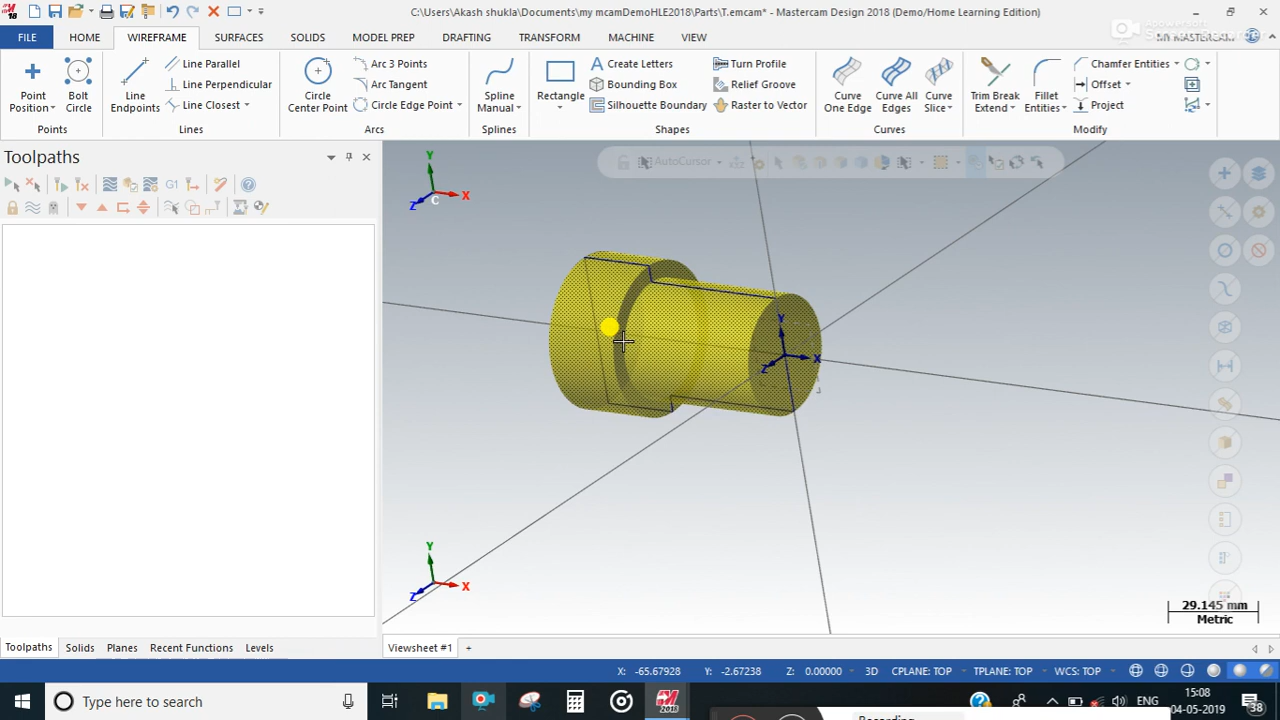 C:\Users\Akash shukla\Documents\my mcamDemoHLE2018\Parts\T.emcam* - Mastercam Design 2018 (Demo/Home Learning Edition)
FILE HOME WIREFRAME SURFACES SOLIDS MODEL PREP DRAFTING TRANSFORM MACHINE VIEW MY MASTERCAM
Line Parallel Arc 3 Points Create Letters Turn Profile Chamfer Entities
Line Perpendicular Arc Tangent Bounding Box Relief Groove Offset
Line Closest Circle Edge Point Silhouette Boundary Raster to Vector Project
Point Position Bolt Circle Line Endpoints Circle Center Point Spline Manual Rectangle Curve One Edge Curve All Edges Curve Slice Trim Break Extend Fillet Entities
Points Lines Arcs Splines Shapes Curves Modify
Toolpaths
AutoCursor
G1
Y
X
Z
C
Y
X
Z
Y
X
Z
29.145 mm
Metric
Toolpaths Solids Planes Recent Functions Levels Viewsheet #1 +
X: -65.67928 Y: -2.67238 Z: 0.00000 3D CPLANE: TOP TPLANE: TOP WCS: TOP
Type here to search
2018
ENG
15:08
04-05-2019
38
Recording